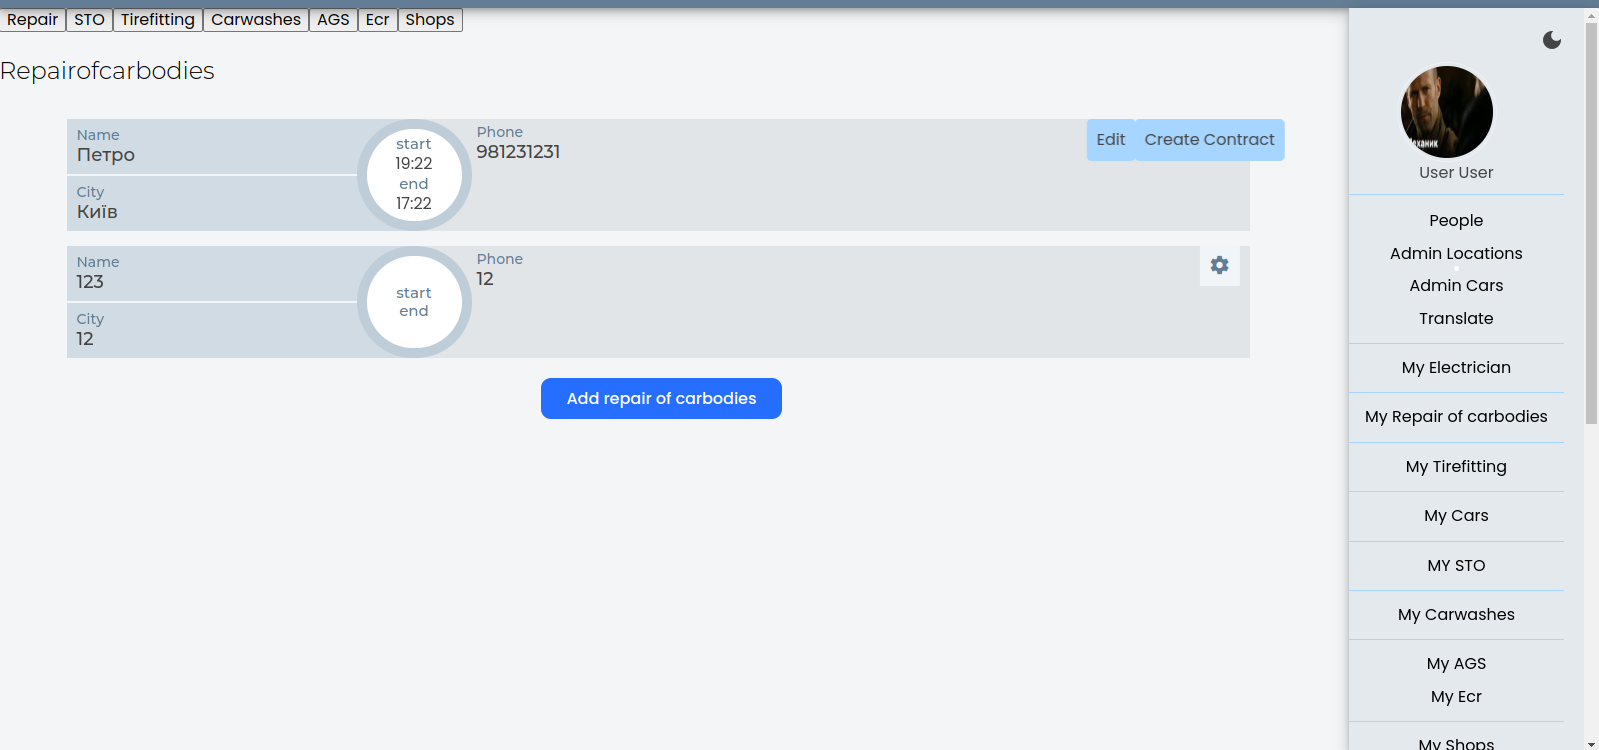 Repair STO Tirefitting Carwashes AGS Ecr Shops
Repairofcarbodies
Name
Петро
City
Київ
start
19:22
end
17:22
Phone
981231231
Edit Create Contract
Name
123
City
12
start
end
Phone
12
Add repair of carbodies
User User
People
Admin Locations
Admin Cars
Translate
My Electrician
My Repair of carbodies
My Tirefitting
My Cars
MY STO
My Carwashes
My AGS
My Ecr
My Shops